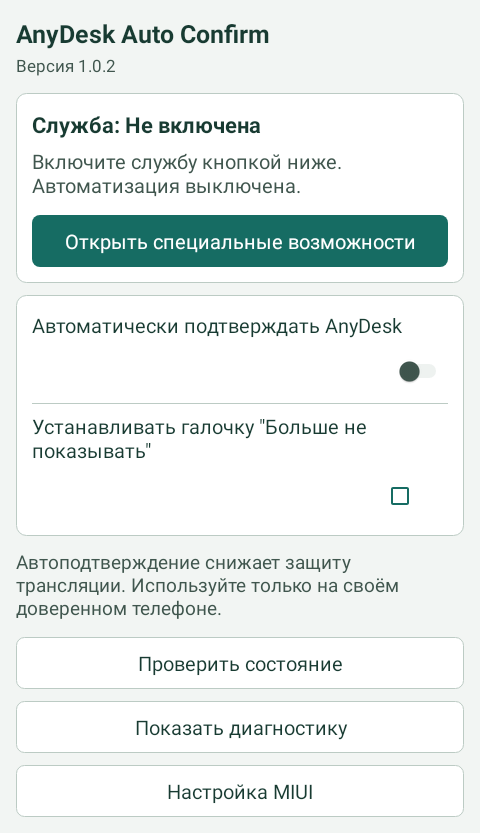 AnyDesk Auto Confirm
Версия 1.0.2
Служба: Не включена
Включите службу кнопкой ниже.
Автоматизация выключена.
Открыть специальные возможности
Автоматически подтверждать AnyDesk
Устанавливать галочку "Больше не
показывать"
Автоподтверждение снижает защиту
трансляции. Используйте только на своём
доверенном телефоне.
Проверить состояние
Показать диагностику
Настройка MIUI